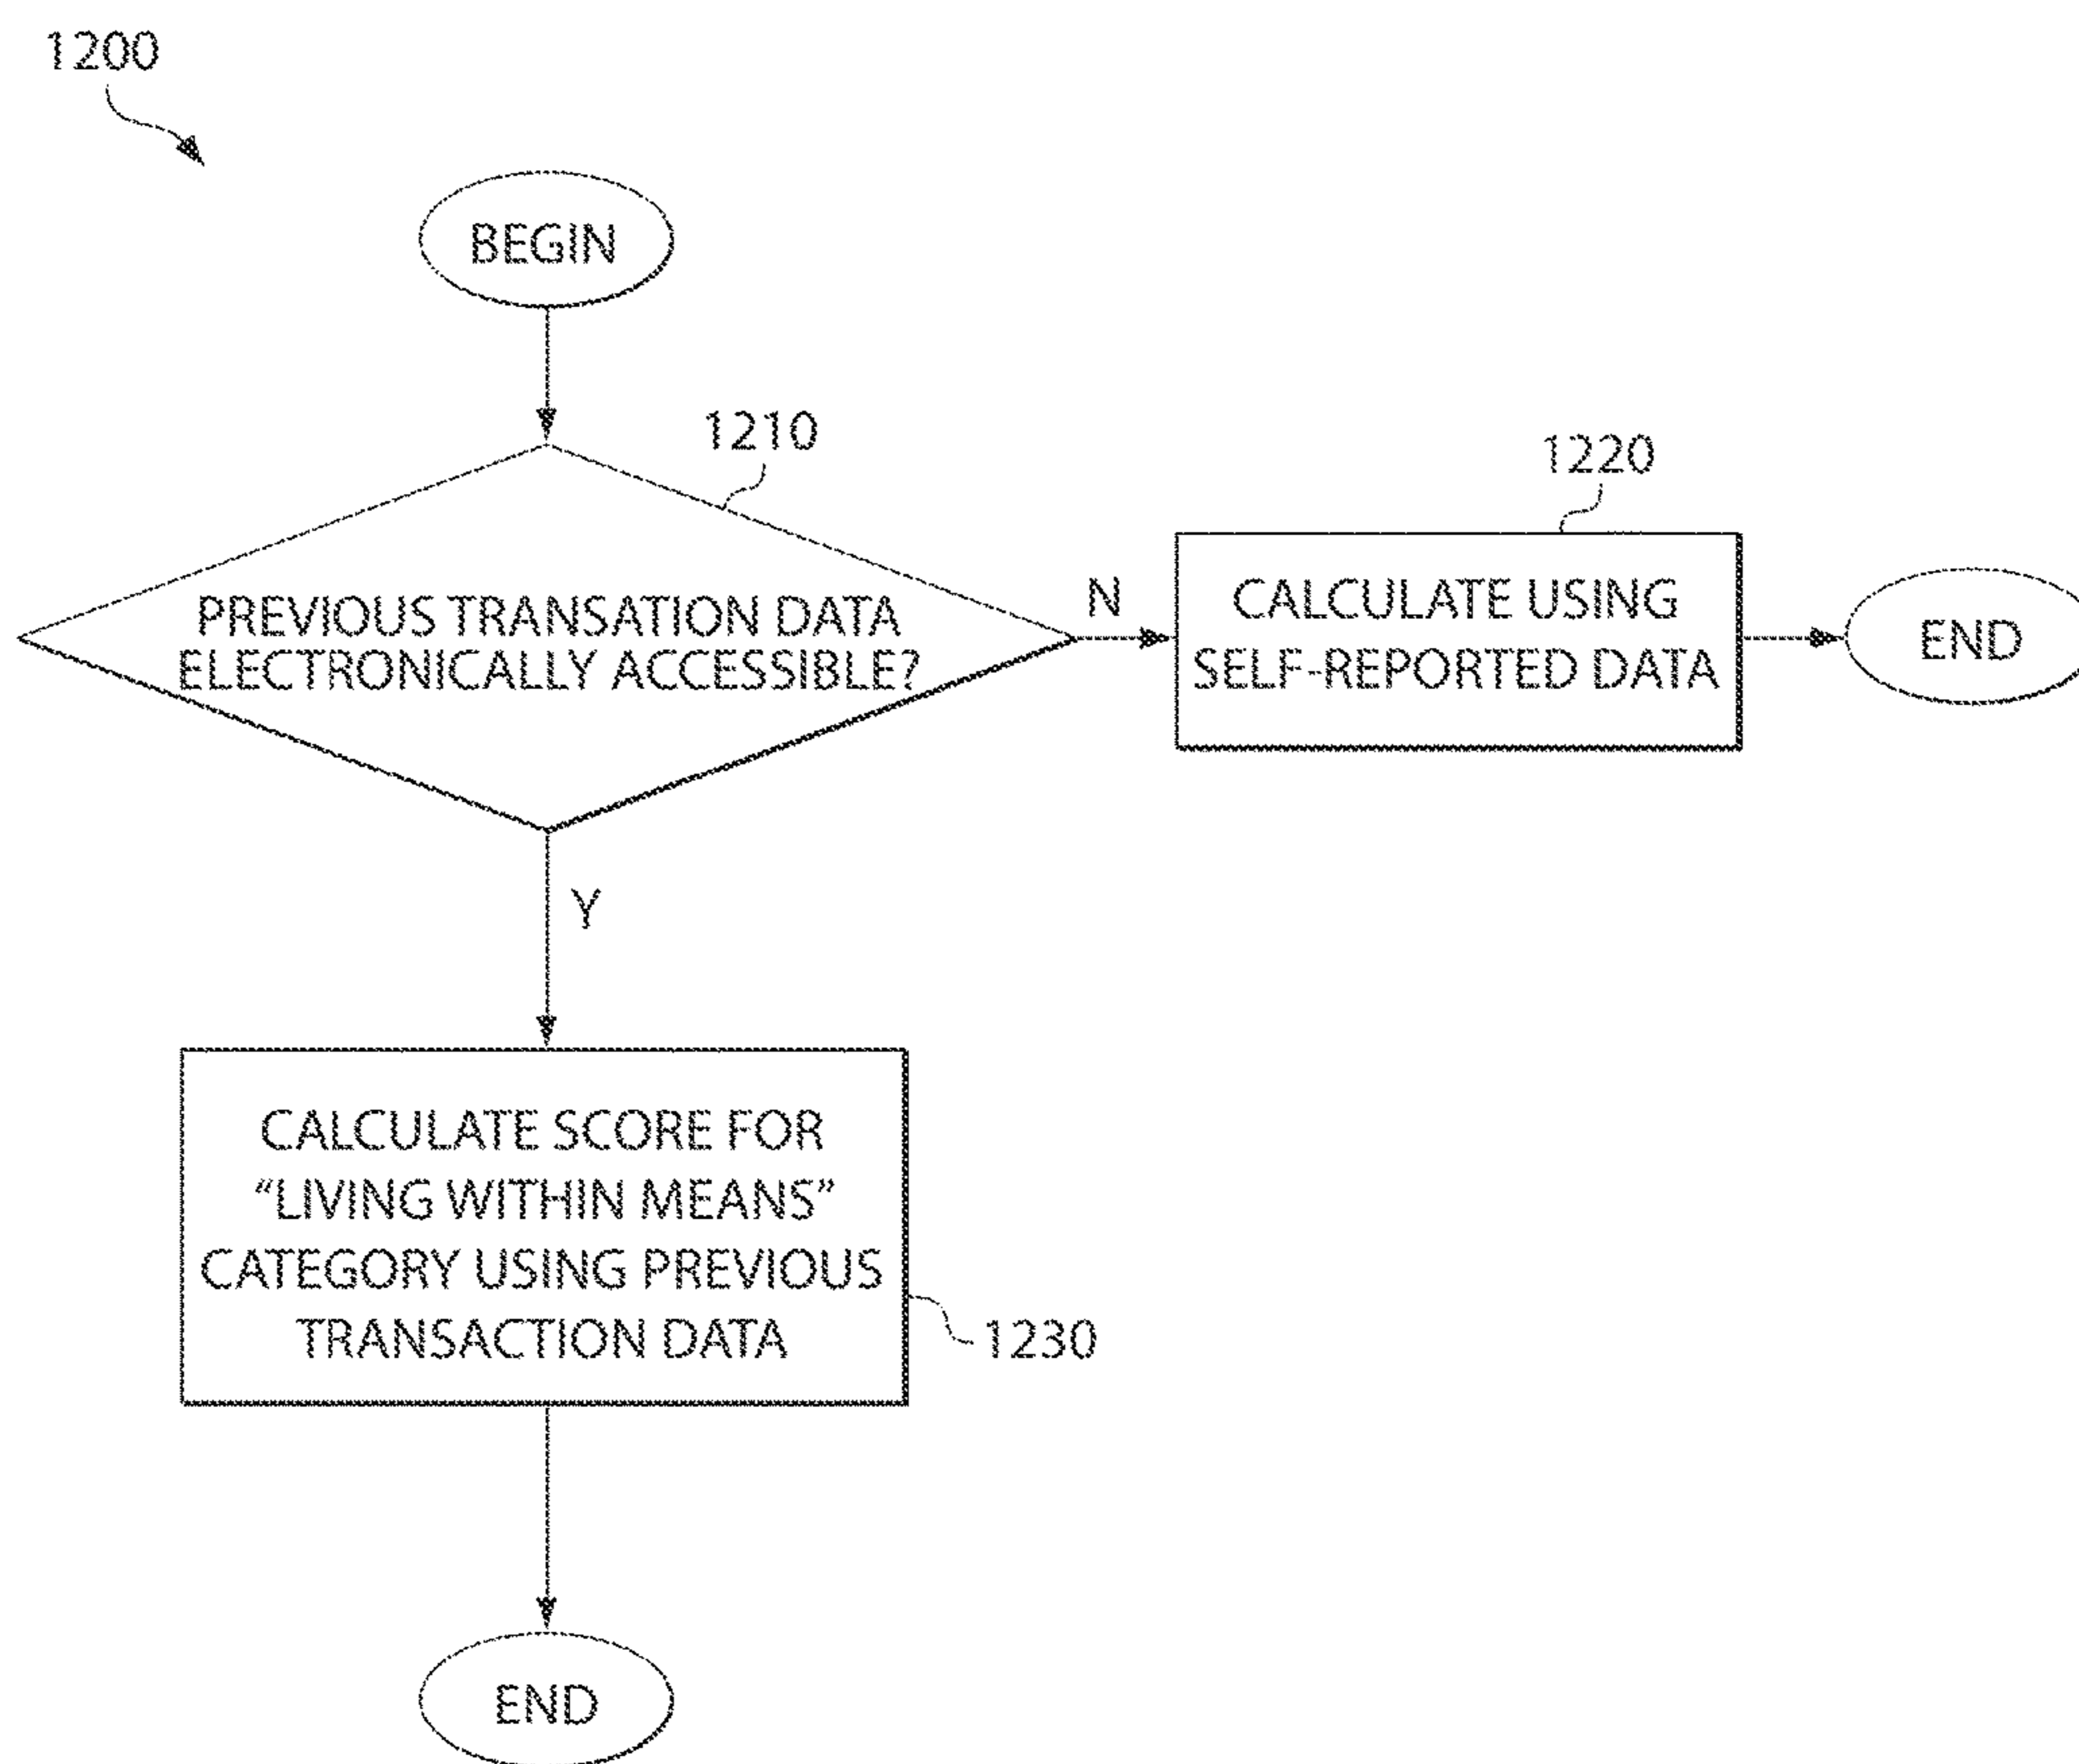 1200
BEGIN
1210
PREVIOUS TRANSATION DATA
ELECTRONICALLY ACCESSIBLE?
N
1220
CALCULATE USING
SELF-REPORTED DATA
END
Y
CALCULATE SCORE FOR
“LIVING WITHIN MEANS”
CATEGORY USING PREVIOUS
TRANSACTION DATA
1230
END